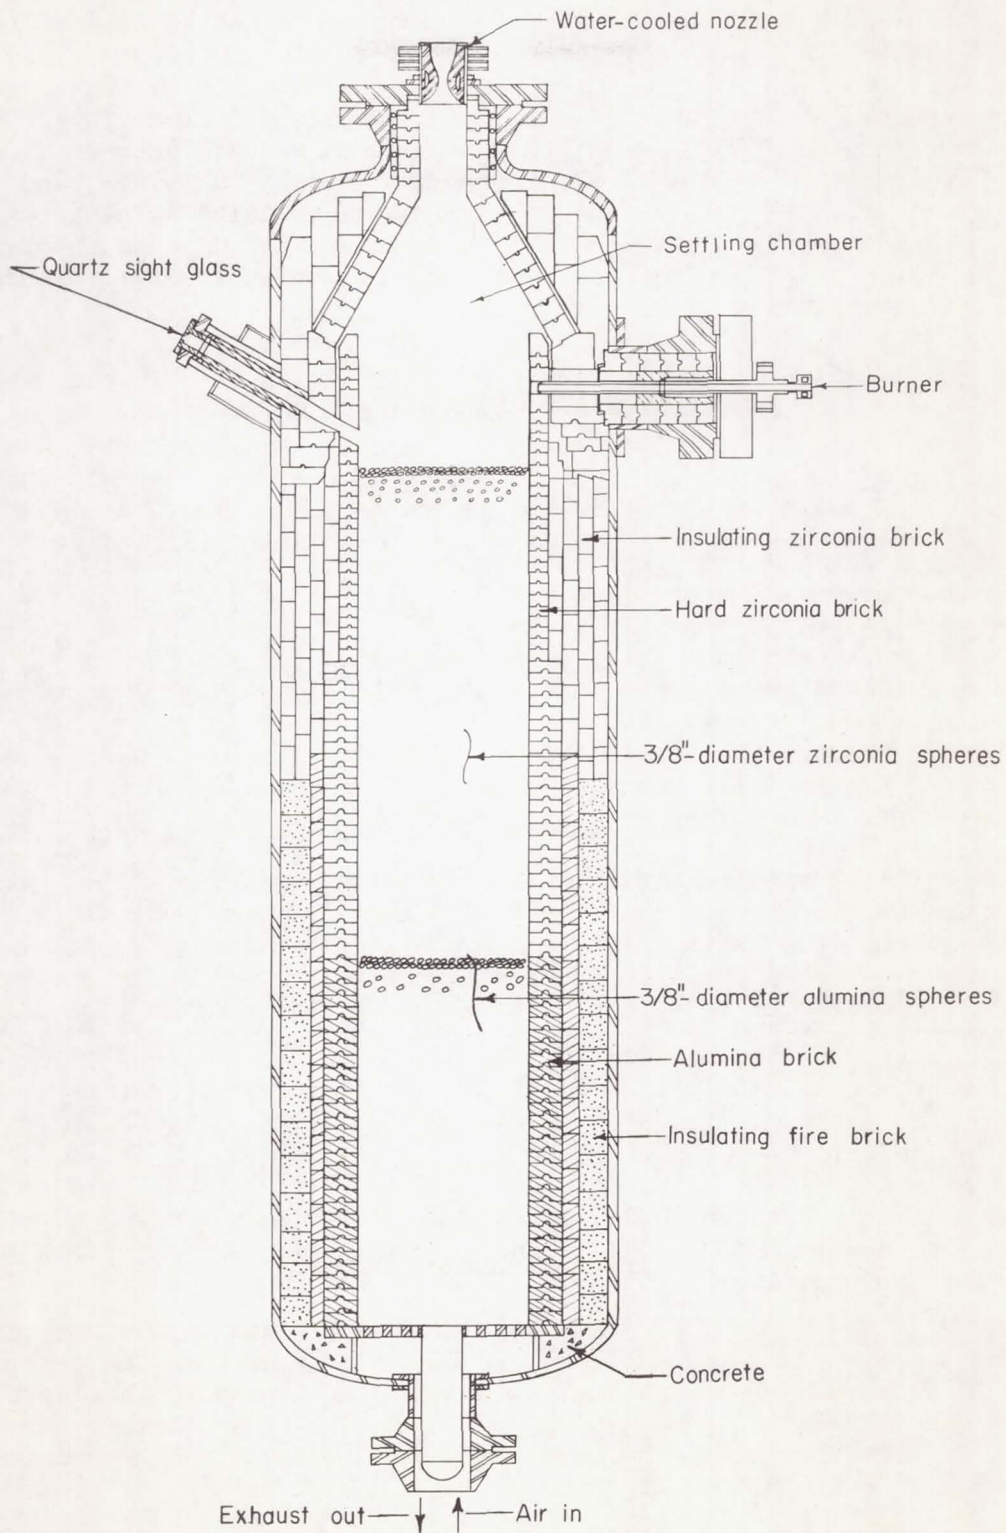 Water-cooled nozzle
Settling chamber
Quartz sight glass
Burner
Insulating zirconia brick
Hard zirconia brick
3/8"-diameter zirconia spheres
3/8"-diameter alumina spheres
Alumina brick
Insulating fire brick
Concrete
Exhaust out
Air in